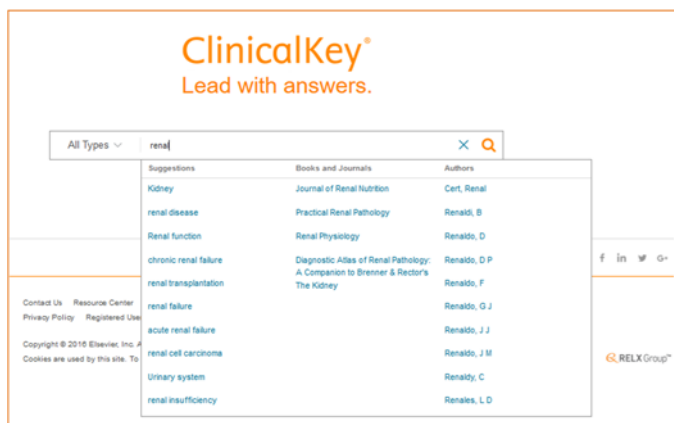 ClinicalKey®
Lead with answers.
All Types
renal
Suggestions
Books and Journals
Authors
Kidney
renal disease
Renal function
chronic renal failure
renal transplantation
renal failure
acute renal failure
renal cell carcinoma
Urinary system
renal insufficiency
Journal of Renal Nutrition
Practical Renal Pathology
Renal Physiology
Diagnostic Atlas of Renal Pathology:
A Companion to Brenner & Rector's
The Kidney
Cert, Renal
Renaldi, B
Renaldo, D
Renaldo, D P
Renaldo, F
Renaldo, G J
Renaldo, J J
Renaldo, J M
Renaldy, C
Renales, L D
f in G+
Contact Us Resource Center
Privacy Policy Registered Use
Copyright © 2016 Elsevier, Inc. A
Cookies are used by this site. To
RELX Group™